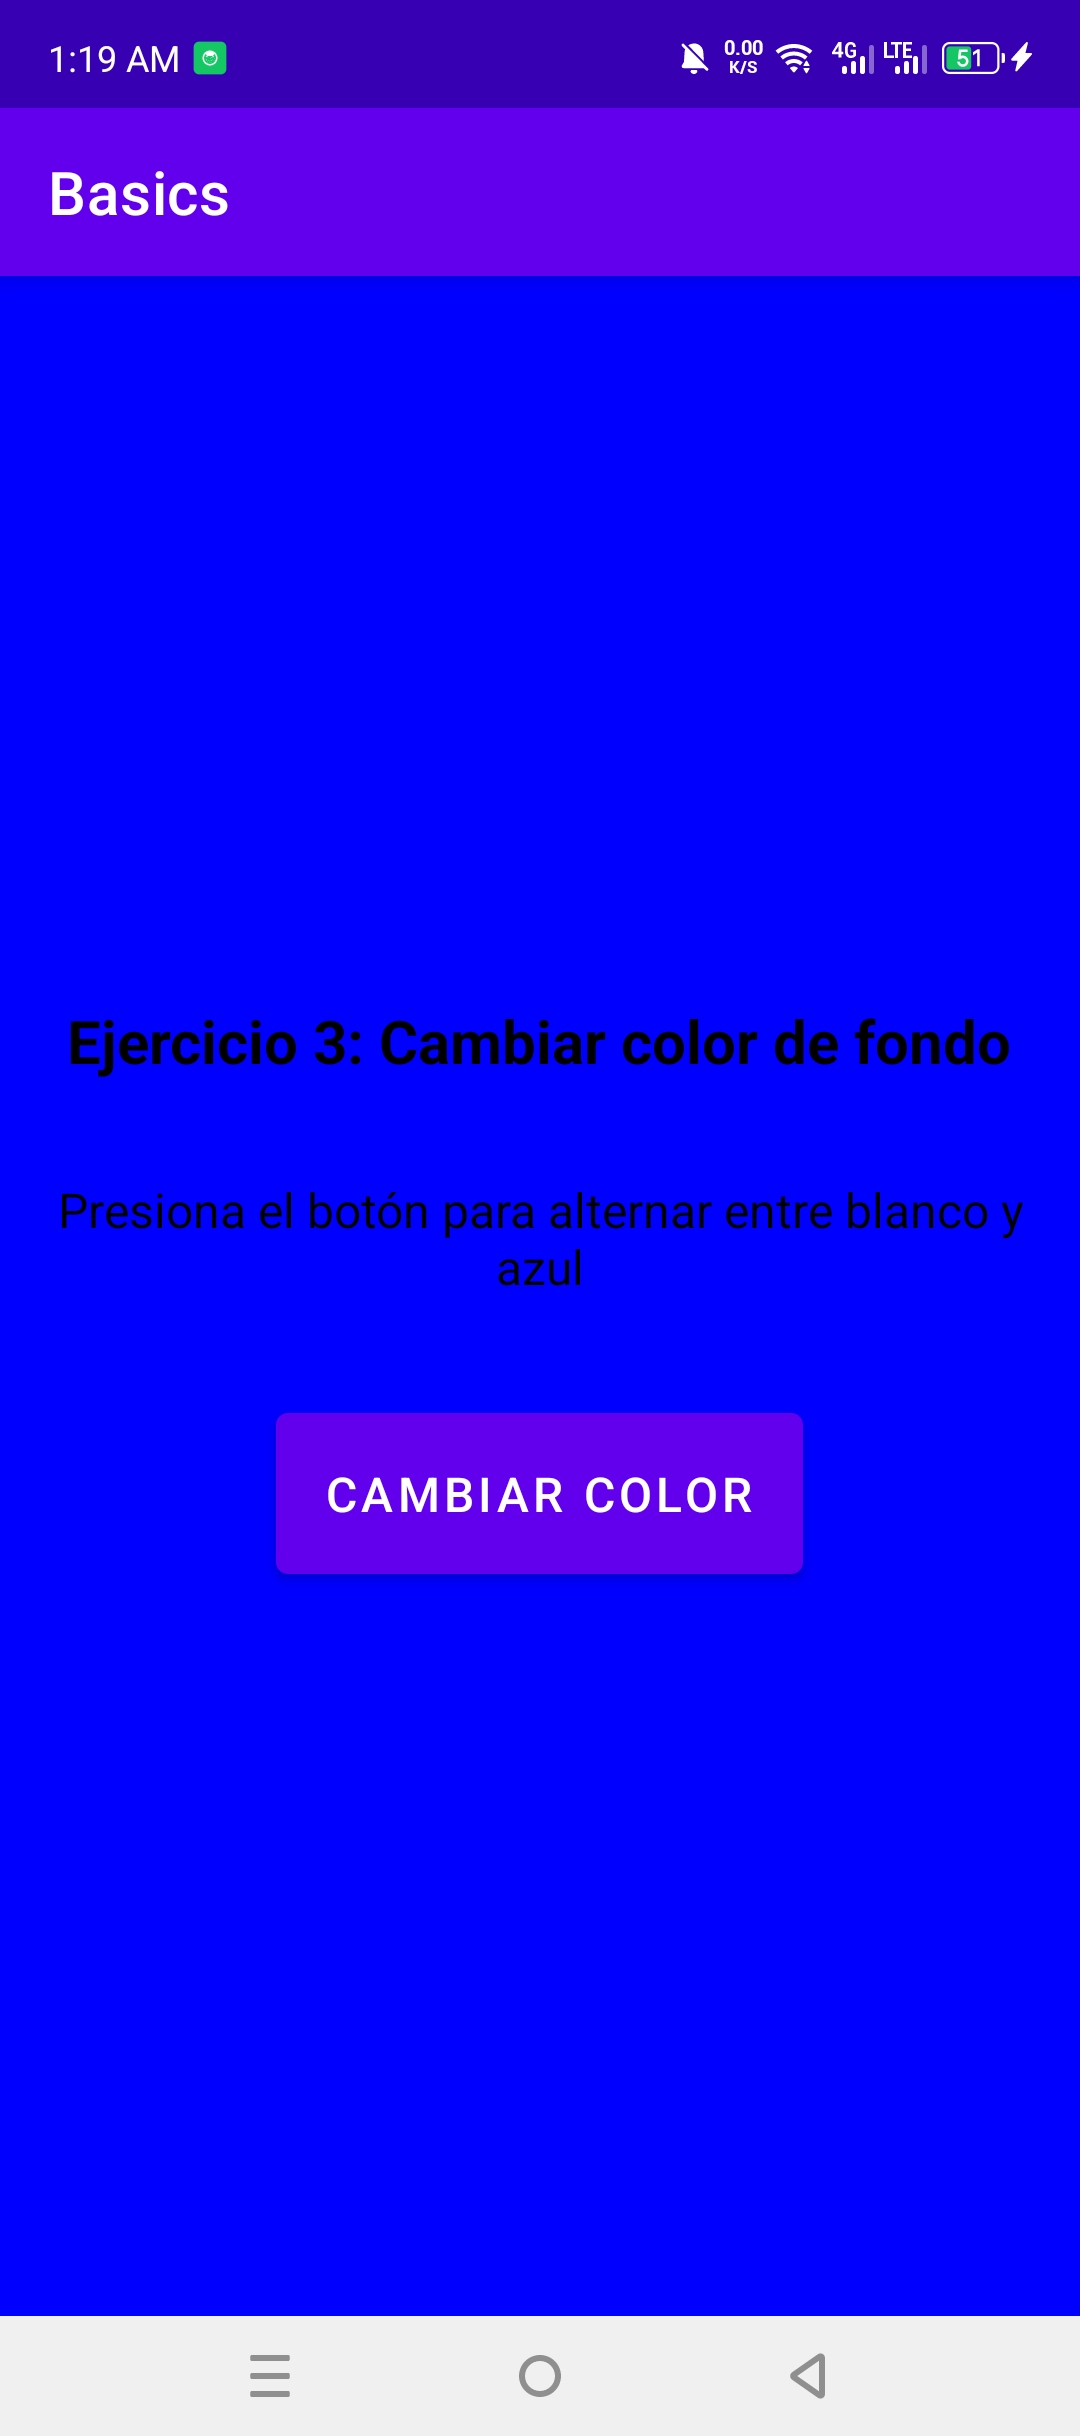 1:19 AM
0.00
K/S
4G
LTE
51
Basics
Ejercicio 3: Cambiar color de fondo
Presiona el botón para alternar entre blanco y
azul
CAMBIAR COLOR